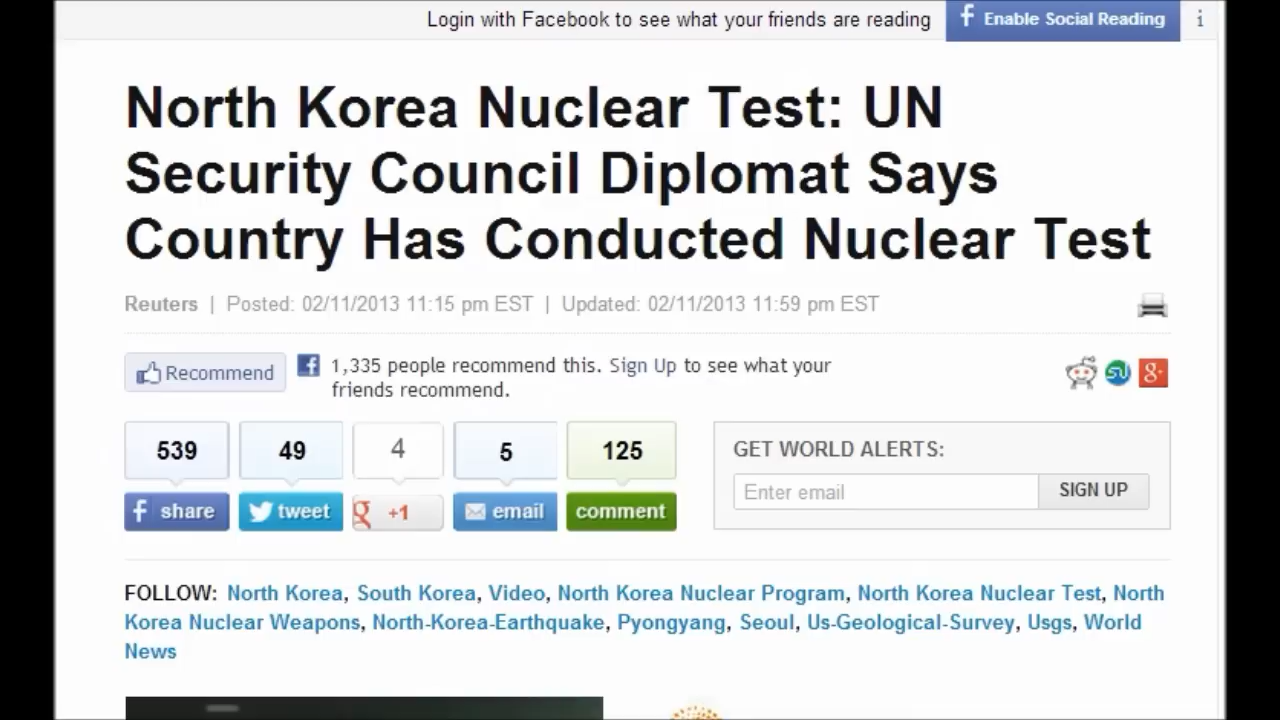 Login with Facebook to see what your friends are reading
f Enable Social Reading
i
North Korea Nuclear Test: UN
Security Council Diplomat Says
Country Has Conducted Nuclear Test
Reuters | Posted: 02/11/2013 11:15 pm EST | Updated: 02/11/2013 11:59 pm EST
Recommend
1,335 people recommend this. Sign Up to see what your
friends recommend.
539 49 4 5 125
share tweet +1 email comment
GET WORLD ALERTS:
Enter email SIGN UP
FOLLOW: North Korea, South Korea, Video, North Korea Nuclear Program, North Korea Nuclear Test, North
Korea Nuclear Weapons, North-Korea-Earthquake, Pyongyang, Seoul, Us-Geological-Survey, Usgs, World
News